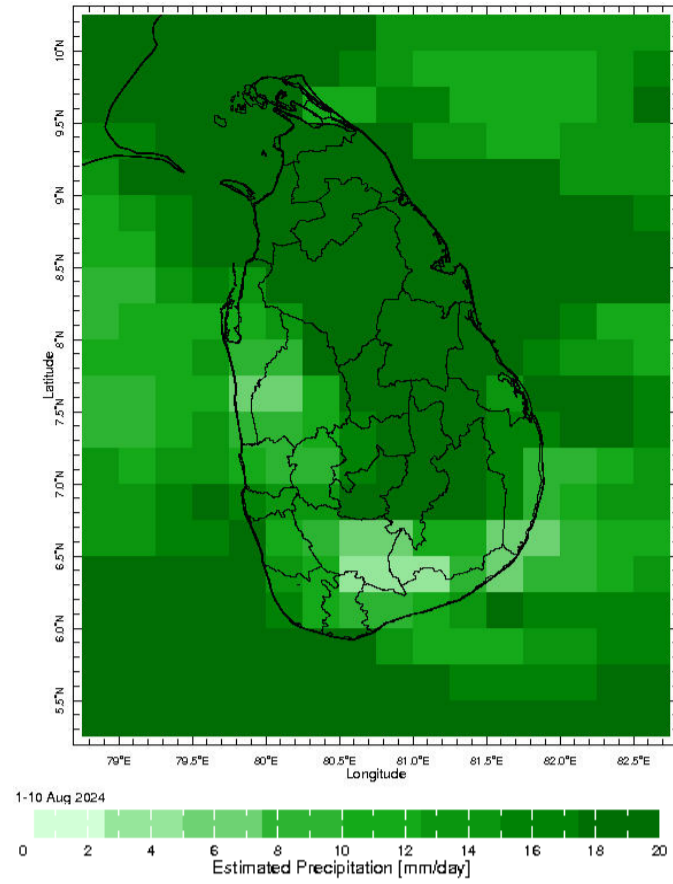 10°N
9.5°N
9°N
8.5°N
8°N
7.5°N
7.0°N
6.5°N
6.0°N
5.5°N
Latitude
79°E 79.5°E 80°E 80.5°E 81.0°E 81.5°E 82.0°E 82.5°E
Longitude
1-10 Aug 2024
0 2 4 6 8 10 12 14 16 18 20
Estimated Precipitation [mm/day]